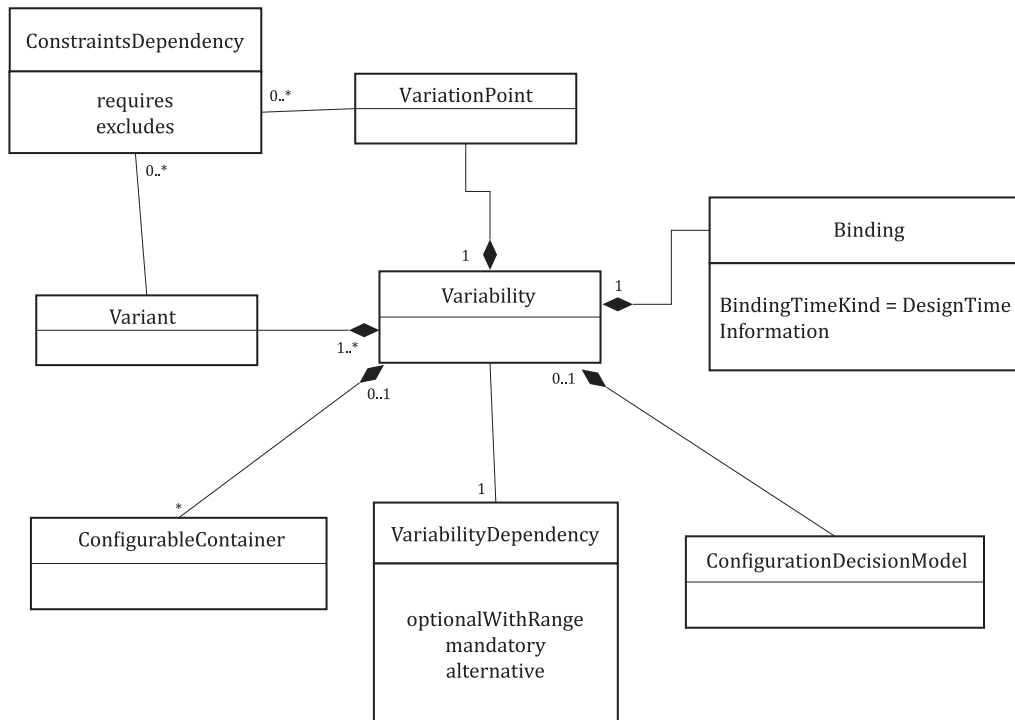 ConstraintsDependency
requires
excludes
0..*
VariationPoint
0..*
1
Binding
BindingTimeKind = DesignTime
Information
Variability
1
Variant
1..*
0..1
0..1
*
1
ConfigurableContainer
VariabilityDependency
optionalWithRange
mandatory
alternative
ConfigurationDecisionModel